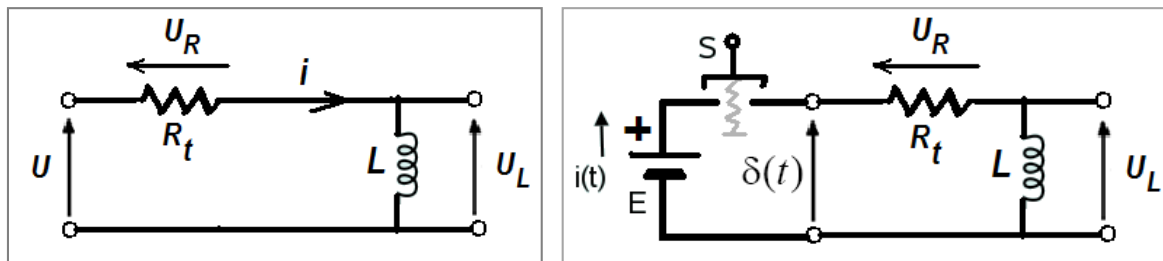 U_R
i
R_t
U
L
U_L
S
U_R
+
R_t
i(t)
δ(t)
L
U_L
E